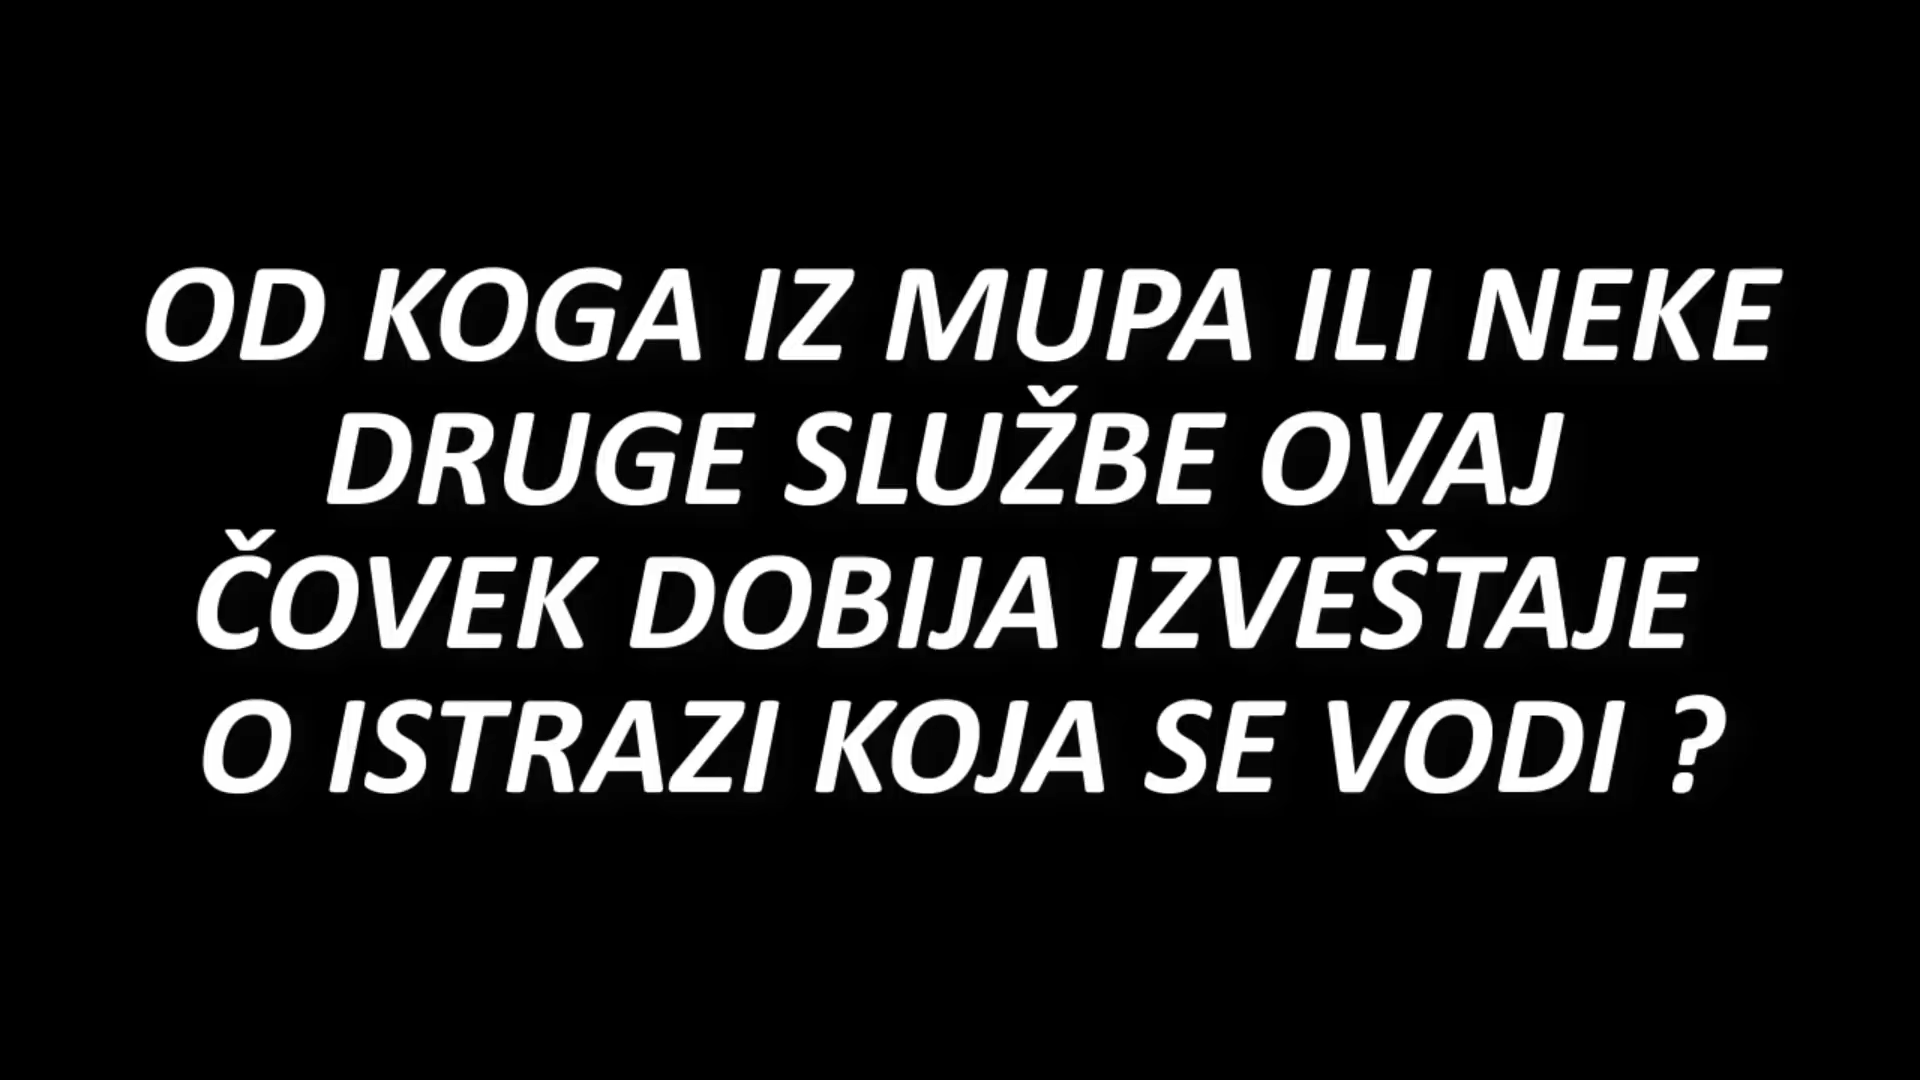 OD KOGA IZ MUPA ILI NEKE
DRUGE SLUŽBE OVAJ
ČOVEK DOBIJA IZVEŠTAJE
O ISTRAZI KOJA SE VODI ?